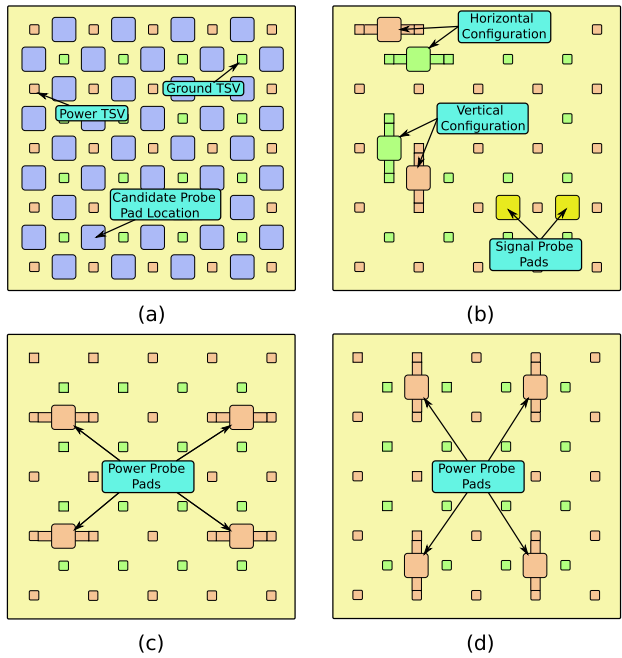 Ground TSV
Power TSV
Candidate Probe
Pad Location
(a)
Horizontal
Configuration
Vertical
Configuration
Signal Probe
Pads
(b)
Power Probe
Pads
(c)
Power Probe
Pads
(d)